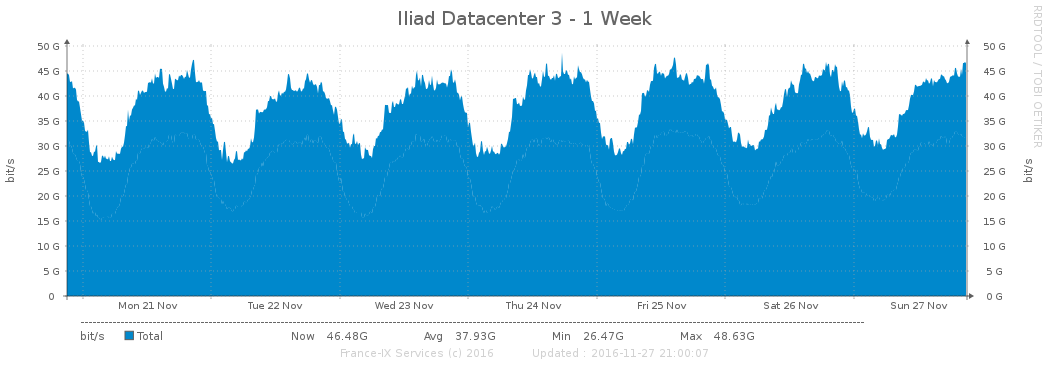 Iliad Datacenter 3 - 1 Week
RRDTOOL / TOBI OETIKER
50 G 50 G
45 G 45 G
40 G 40 G
35 G 35 G
30 G 30 G
25 G 25 G
20 G 20 G
15 G 15 G
10 G 10 G
5 G 5 G
0 0 G
bit/s bit/s
Mon 21 Nov Tue 22 Nov Wed 23 Nov Thu 24 Nov Fri 25 Nov Sat 26 Nov Sun 27 Nov
bit/s Total Now 46.48G Avg 37.93G Min 26.47G Max 48.63G
France-IX Services (c) 2016 Updated : 2016-11-27 21:00:07